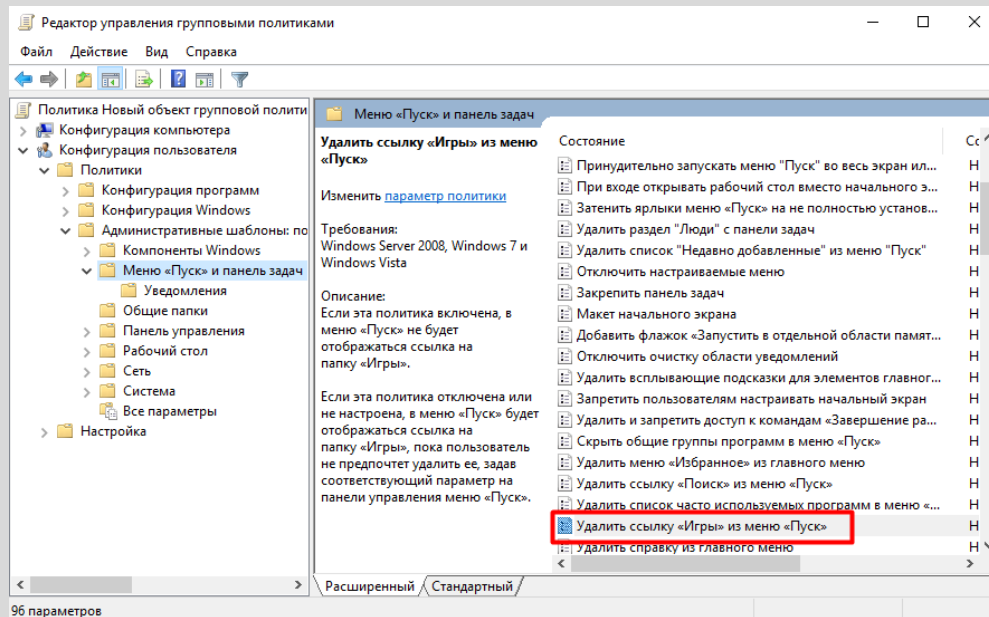 Редактор управления групповыми политиками
Файл Действие Вид Справка
Политика Новый объект групповой полити
Конфигурация компьютера
Конфигурация пользователя
Политики
Конфигурация программ
Конфигурация Windows
Административные шаблоны: по
Компоненты Windows
Меню «Пуск» и панель задач
Уведомления
Общие папки
Панель управления
Рабочий стол
Сеть
Система
Все параметры
Настройка
Меню «Пуск» и панель задач
Удалить ссылку «Игры» из меню
«Пуск»
Изменить параметр политики
Требования:
Windows Server 2008, Windows 7 и
Windows Vista
Описание:
Если эта политика включена, в
меню «Пуск» не будет
отображаться ссылка на
папку «Игры».
Если эта политика отключена или
не настроена, в меню «Пуск» будет
отображаться ссылка на
папку «Игры», пока пользователь
не предпочтет удалить ее, задав
соответствующий параметр на
панели управления меню «Пуск».
Состояние Сс
Принудительно запускать меню "Пуск" во весь экран ил... Н
При входе открывать рабочий стол вместо начального э... Н
Затенить ярлыки меню «Пуск» на не полностью установ... Н
Удалить раздел "Люди" с панели задач Н
Удалить список "Недавно добавленные" из меню "Пуск" Н
Отключить настраиваемые меню Н
Закрепить панель задач Н
Макет начального экрана Н
Добавить флажок «Запустить в отдельной области памят... Н
Отключить очистку области уведомлений Н
Удалить всплывающие подсказки для элементов главног... Н
Запретить пользователям настраивать начальный экран Н
Удалить и запретить доступ к командам «Завершение ра... Н
Скрыть общие группы программ в меню «Пуск» Н
Удалить меню «Избранное» из главного меню Н
Удалить ссылку «Поиск» из меню «Пуск» Н
Удалить список часто используемых программ в меню «... Н
Удалить ссылку «Игры» из меню «Пуск» Н
Удалить справку из главного меню Н
Расширенный Стандартный
96 параметров